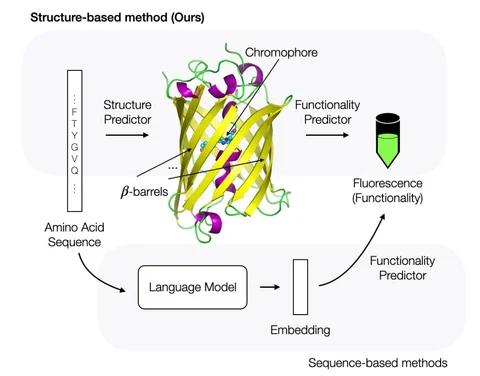 Structure-based method (Ours)
Chromophore
⋮
F
T
Y
G
V
Q
⋮
Structure
Predictor
Functionality
Predictor
...
β-barrels
Fluorescence
(Functionality)
Amino Acid
Sequence
Language Model
Functionality
Predictor
Embedding
Sequence-based methods